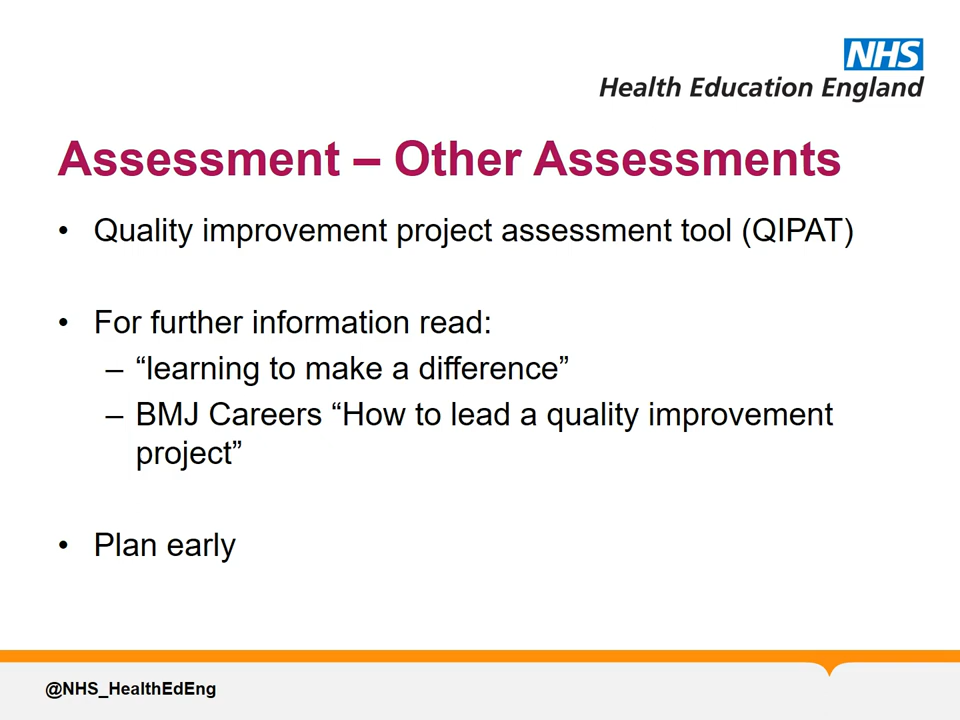 NHS
Health Education England
Assessment – Other Assessments
• Quality improvement project assessment tool (QIPAT)
• For further information read:
– “learning to make a difference”
– BMJ Careers “How to lead a quality improvement
project”
• Plan early
@NHS_HealthEdEng